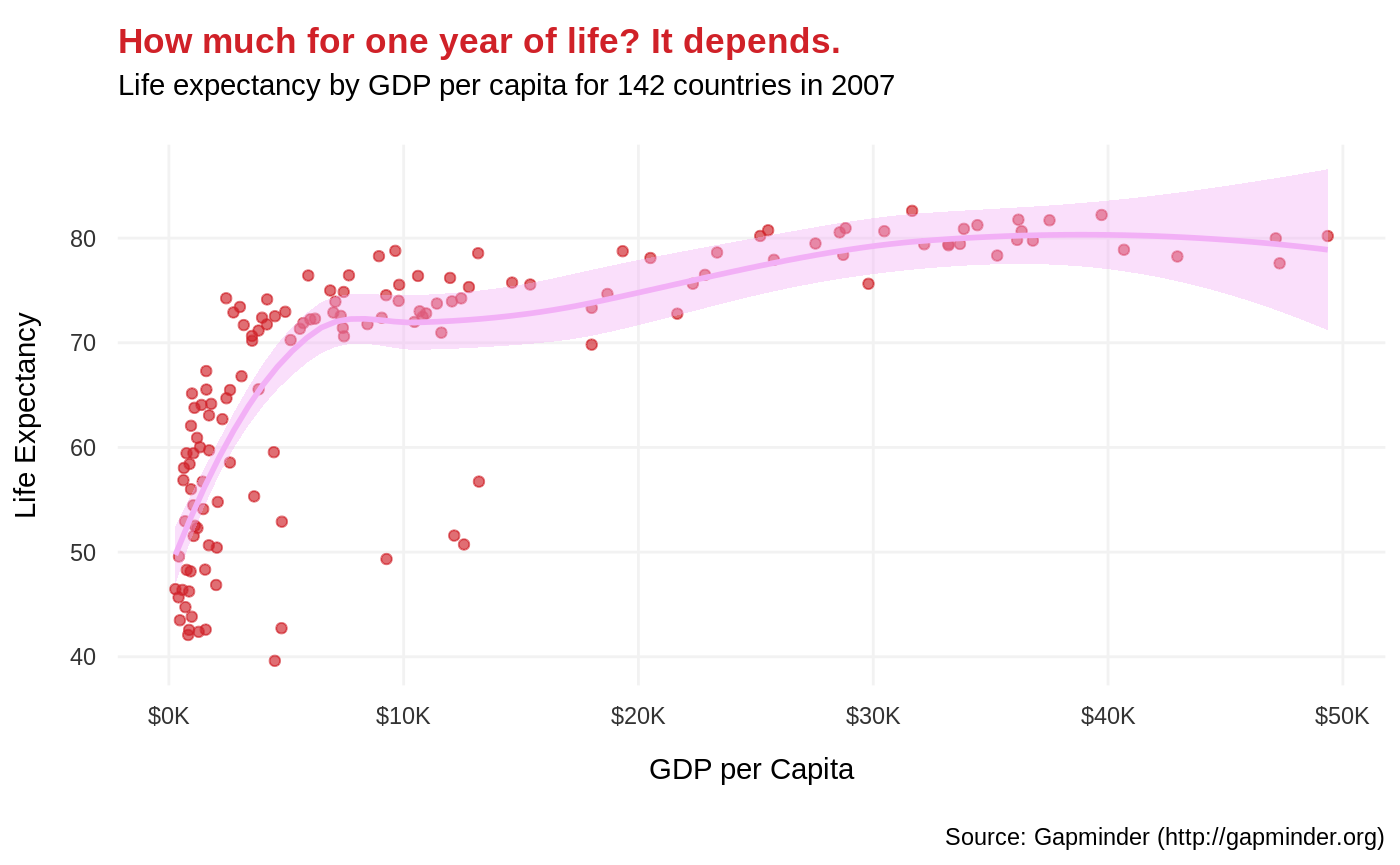 How much for one year of life? It depends.
Life expectancy by GDP per capita for 142 countries in 2007
Life Expectancy
80
70
60
50
40
$0K $10K $20K $30K $40K $50K
GDP per Capita
Source: Gapminder (http://gapminder.org)